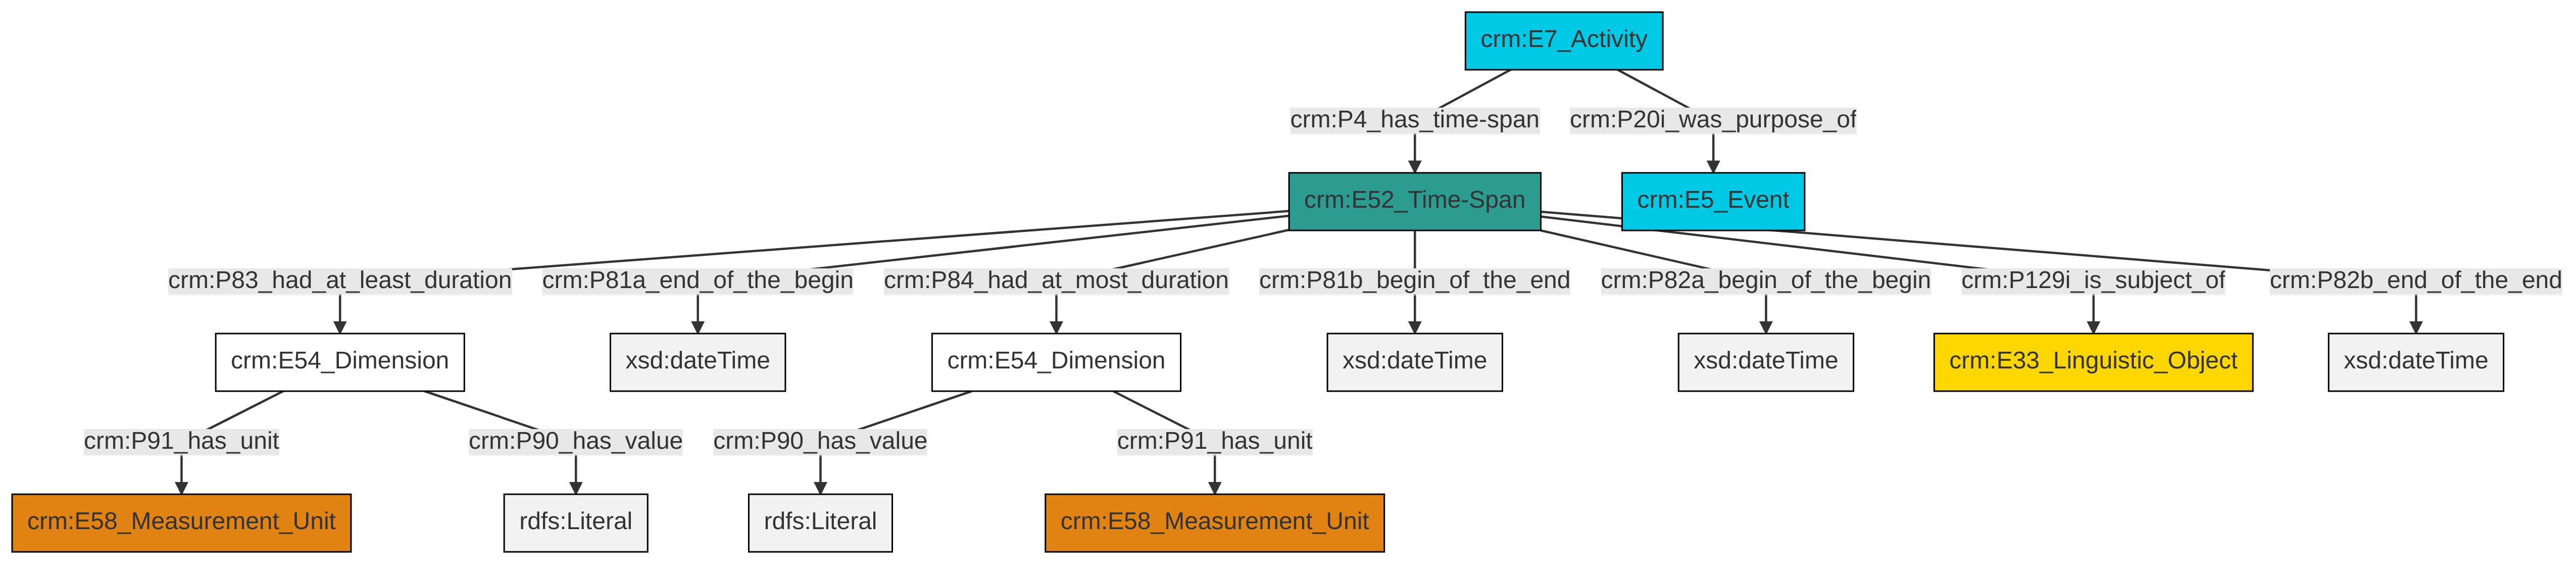 crm:E7_Activity
crm:P4_has_time-span
crm:P20i_was_purpose_of
crm:E52_Time-Span
crm:E5_Event
crm:P83_had_at_least_duration
crm:P81a_end_of_the_begin
crm:P84_had_at_most_duration
crm:P81b_begin_of_the_end
crm:P82a_begin_of_the_begin
crm:P129i_is_subject_of
crm:P82b_end_of_the_end
crm:E54_Dimension
xsd:dateTime
crm:E54_Dimension
xsd:dateTime
xsd:dateTime
crm:E33_Linguistic_Object
xsd:dateTime
crm:P91_has_unit
crm:P90_has_value
crm:P90_has_value
crm:P91_has_unit
crm:E58_Measurement_Unit
rdfs:Literal
rdfs:Literal
crm:E58_Measurement_Unit